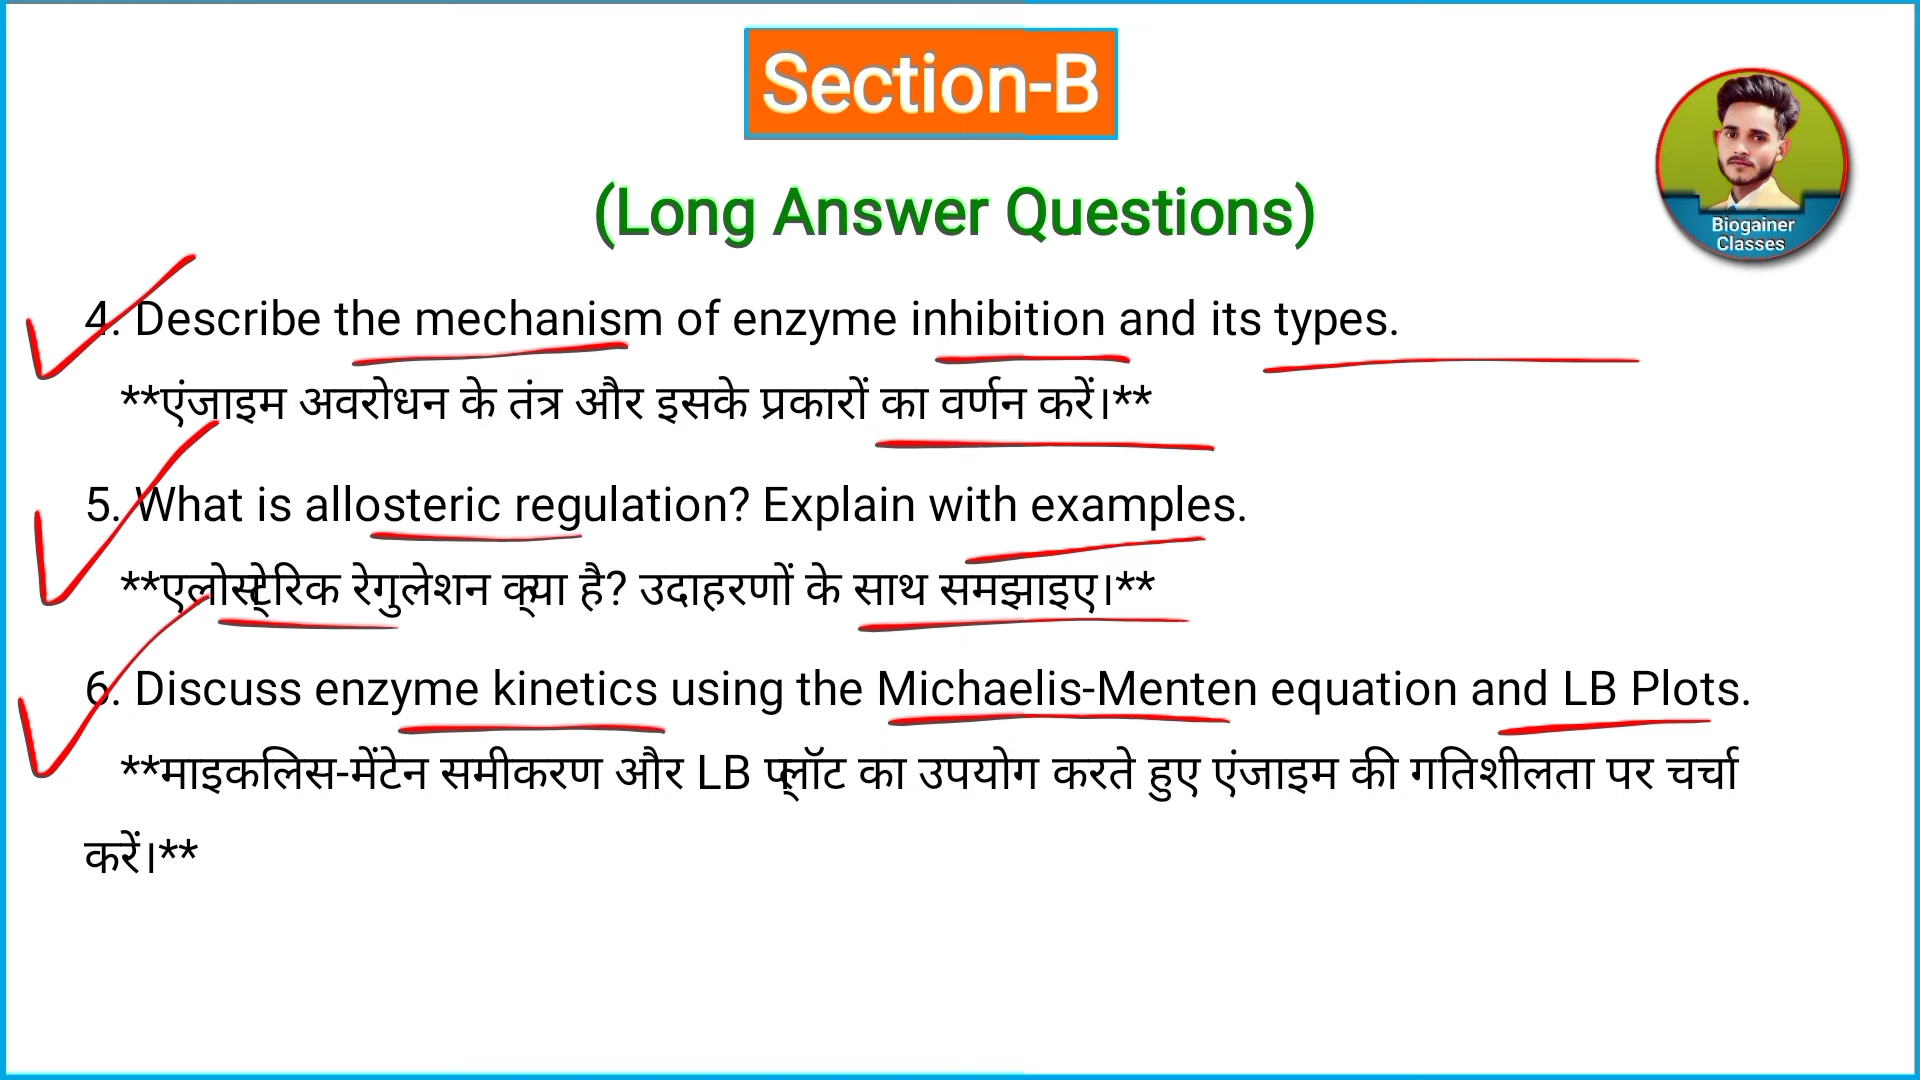 Section-B
(Long Answer Questions)
Biogainer
Classes
4. Describe the mechanism of enzyme inhibition and its types.
**एंजाइम अवरोधन के तंत्र और इसके प्रकारों का वर्णन करें।**
5. What is allosteric regulation? Explain with examples.
**एलोस्टेरिक रेगुलेशन क्या है? उदाहरणों के साथ समझाइए।**
6. Discuss enzyme kinetics using the Michaelis-Menten equation and LB Plots.
**माइकलिस-मेंटेन समीकरण और LB प्लॉट का उपयोग करते हुए एंजाइम की गतिशीलता पर चर्चा
करें।**